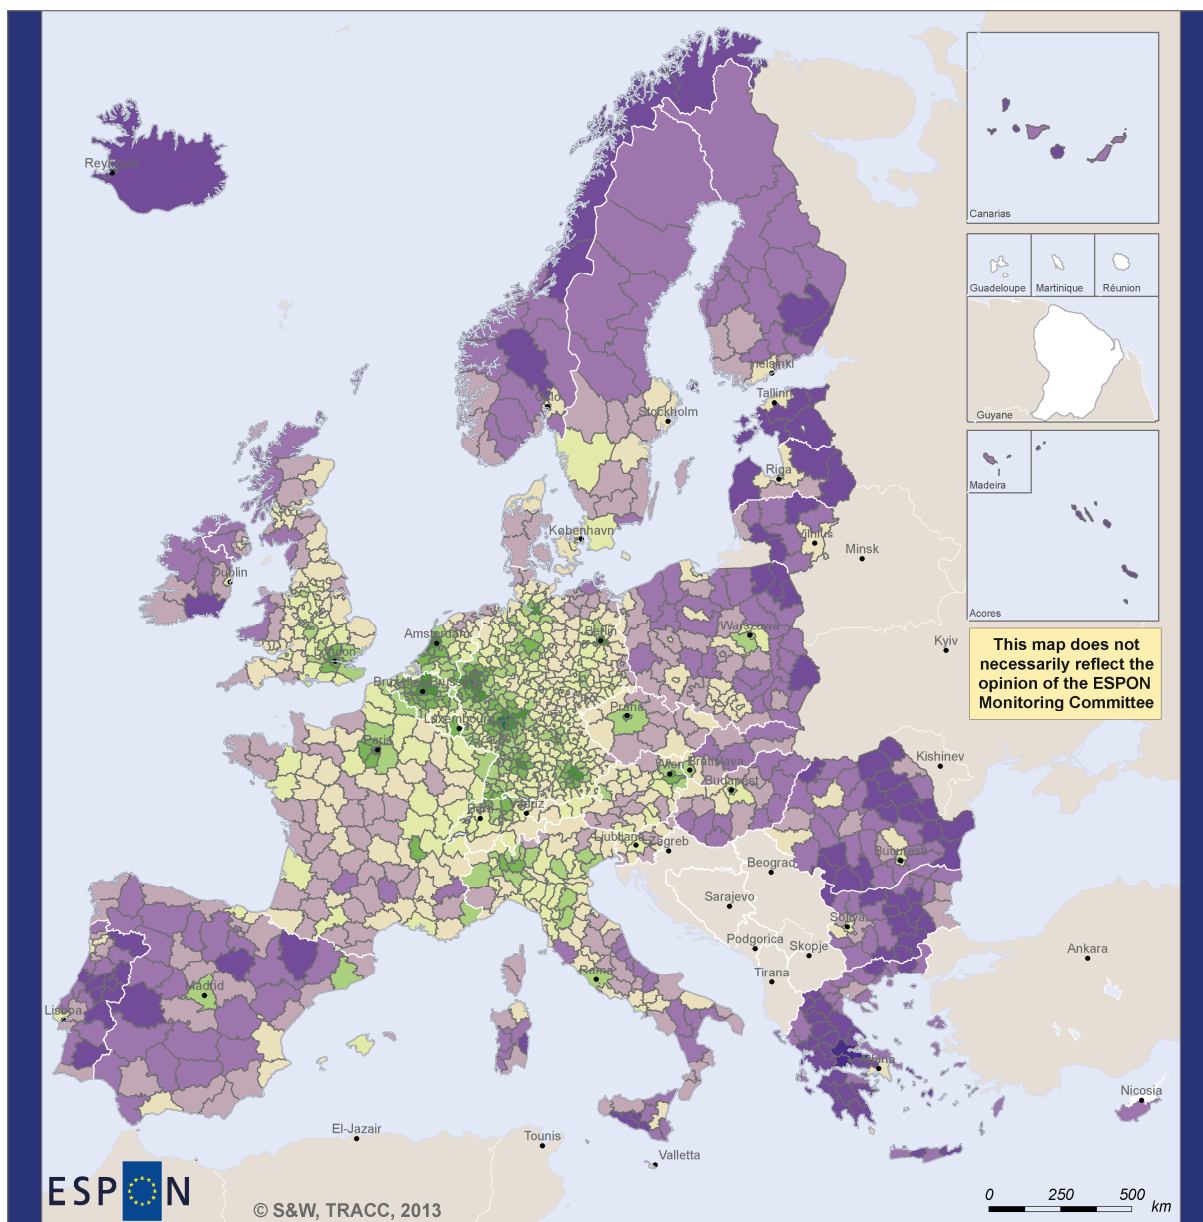 Reykjavik
Canarias
Guadeloupe
Martinique
Réunion
Guyane
Madeira
Acores
This map does not
necessarily reflect the
opinion of the ESPON
Monitoring Committee
Helsinki
Tallinn
Oslo
Stockholm
Riga
København
Vilnius
Minsk
Dublin
Amsterdam
Berlin
Warszawa
Kyiv
London
Luxembourg
Praha
Paris
Wien
Bratislava
Kishinev
Budapest
Bern
Ljubljana
Zagreb
Bucuresti
Beograd
Sarajevo
Sofiya
Podgorica
Skopje
Ankara
Tirana
Roma
Madrid
Lisboa
Nicosia
El-Jazair
Tounis
Valletta
ESPON
© S&W, TRACC, 2013
0 250 500
km